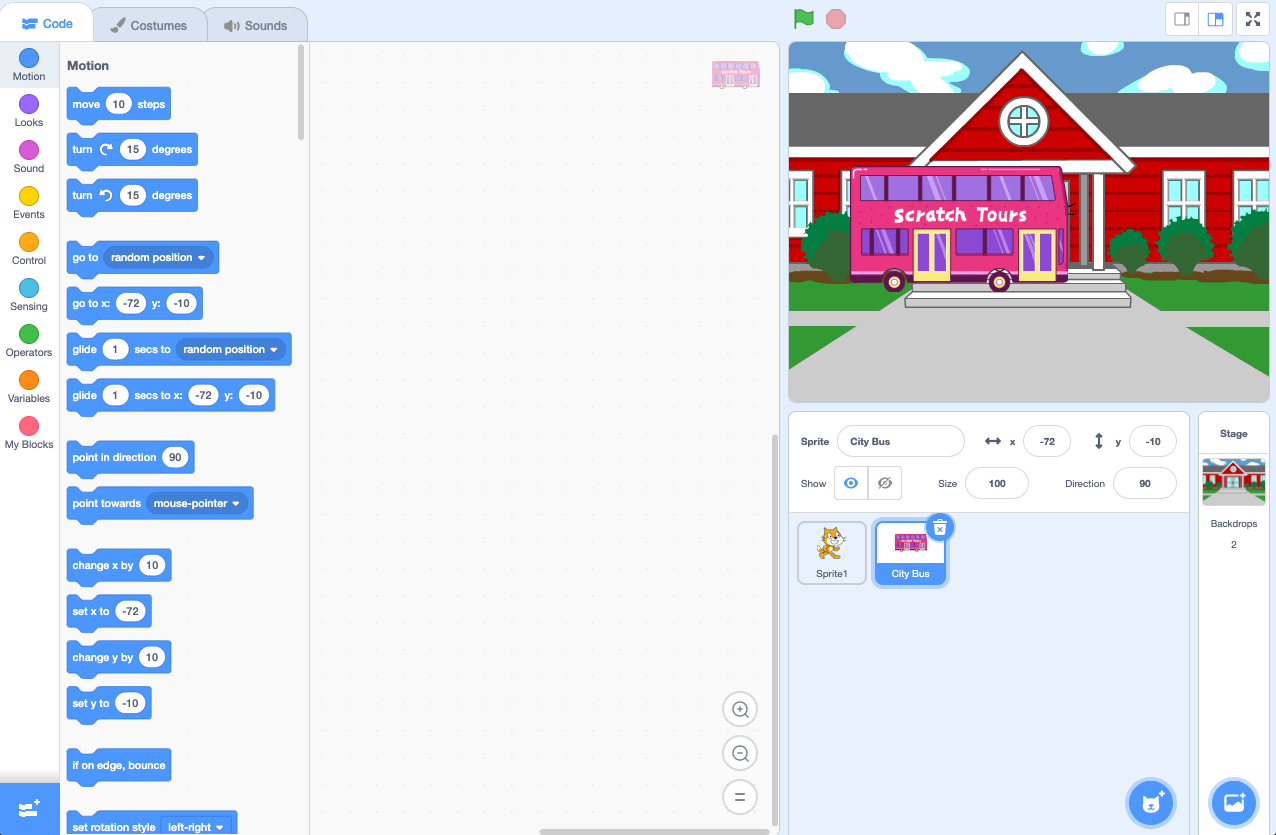 Code
Costumes
Sounds
Motion
Looks
Sound
Events
Control
Sensing
Operators
Variables
My Blocks
Motion
move 10 steps
turn 15 degrees
turn 15 degrees
go to random position
go to x: -72 y: -10
glide 1 secs to random position
glide 1 secs to x: -72 y: -10
point in direction 90
point towards mouse-pointer
change x by 10
set x to -72
change y by 10
set y to -10
if on edge, bounce
set rotation style left-right
Scratch Tours
Scratch Tours
Sprite City Bus x -72 y -10
Show Size 100 Direction 90
Sprite1
City Bus
Stage
Backdrops
2